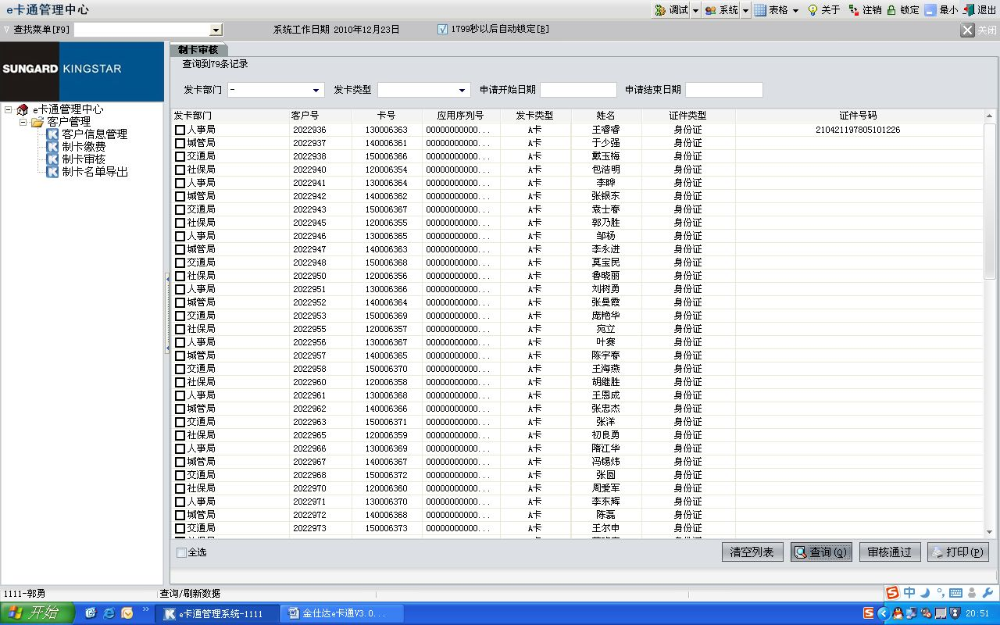 e卡通管理中心 调试 系统 表格 关于 注销 锁定 最小 退出
查找菜单[F9] 系统工作日期 2010年12月23日 1799秒以后自动锁定[B] 关闭
SUNGARD KINGSTAR
e卡通管理中心
客户管理
客户信息管理
制卡缴费
制卡审核
制卡名单导出
制卡审核
查询到79条记录
发卡部门 - 发卡类型 申请开始日期 申请结束日期
发卡部门 客户号 卡号 应用序列号 发卡类型 姓名 证件类型 证件号码
人事局 2022936 130006363 00000000000... A卡 王睿睿 身份证 210421197805101226
城管局 2022937 140006361 00000000000... A卡 于少强 身份证
交通局 2022938 150006366 00000000000... A卡 戴玉梅 身份证
社保局 2022940 120006354 00000000000... A卡 包浩明 身份证
人事局 2022941 130006364 00000000000... A卡 李晔 身份证
城管局 2022942 140006362 00000000000... A卡 张银东 身份证
交通局 2022943 150006367 00000000000... A卡 袁士春 身份证
社保局 2022945 120006355 00000000000... A卡 郭乃胜 身份证
人事局 2022946 130006365 00000000000... A卡 邹杨 身份证
城管局 2022947 140006363 00000000000... A卡 李永进 身份证
交通局 2022948 150006368 00000000000... A卡 莫宝民 身份证
社保局 2022950 120006356 00000000000... A卡 鲁晓丽 身份证
人事局 2022951 130006366 00000000000... A卡 刘树勇 身份证
城管局 2022952 140006364 00000000000... A卡 张曼霞 身份证
交通局 2022953 150006369 00000000000... A卡 庞艳华 身份证
社保局 2022955 120006357 00000000000... A卡 宛立 身份证
人事局 2022956 130006367 00000000000... A卡 叶赛 身份证
城管局 2022957 140006365 00000000000... A卡 陈宇春 身份证
交通局 2022958 150006370 00000000000... A卡 王海燕 身份证
社保局 2022960 120006358 00000000000... A卡 胡继胜 身份证
人事局 2022961 130006368 00000000000... A卡 王恩成 身份证
城管局 2022962 140006366 00000000000... A卡 张忠杰 身份证
交通局 2022963 150006371 00000000000... A卡 张洋 身份证
社保局 2022965 120006359 00000000000... A卡 初良勇 身份证
人事局 2022966 130006369 00000000000... A卡 隋江华 身份证
城管局 2022967 140006367 00000000000... A卡 冯锡炜 身份证
交通局 2022968 150006372 00000000000... A卡 张圆 身份证
社保局 2022970 120006360 00000000000... A卡 周爱军 身份证
人事局 2022971 130006370 00000000000... A卡 李东辉 身份证
城管局 2022972 140006368 00000000000... A卡 陈磊 身份证
交通局 2022973 150006373 00000000000... A卡 王尔申 身份证
全选 清空列表 查询(Q) 审核通过 打印(P)
1111-郭勇 查询/刷新数据 中
开始 e卡通管理系统-1111 金仕达e卡通V3.0... 20:51